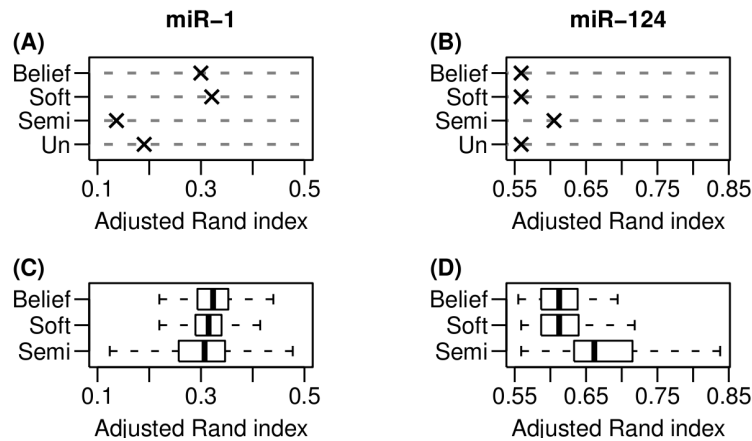 miR−1
miR−124
(A)
Belief
Soft
Semi
Un
0.1 0.3 0.5
Adjusted Rand index
(B)
Belief
Soft
Semi
Un
0.55 0.65 0.75 0.85
Adjusted Rand index
(C)
Belief
Soft
Semi
0.1 0.3 0.5
Adjusted Rand index
(D)
Belief
Soft
Semi
0.55 0.65 0.75 0.85
Adjusted Rand index